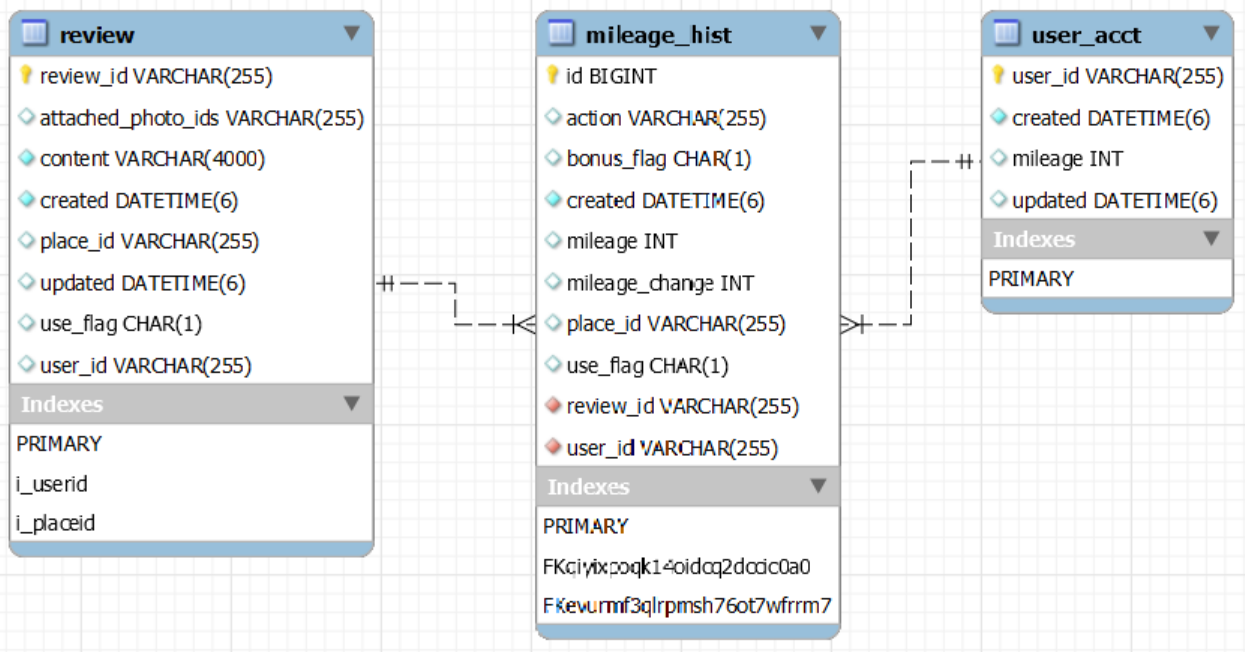 review
review_id VARCHAR(255)
attached_photo_ids VARCHAR(255)
content VARCHAR(4000)
created DATETIME(6)
place_id VARCHAR(255)
updated DATETIME(6)
use_flag CHAR(1)
user_id VARCHAR(255)
Indexes
PRIMARY
i_userid
i_placeid
mileage_hist
id BIGINT
action VARCHAR(255)
bonus_flag CHAR(1)
created DATETIME(6)
mileage INT
mileage_change INT
place_id VARCHAR(255)
use_flag CHAR(1)
review_id VARCHAR(255)
user_id VARCHAR(255)
Indexes
PRIMARY
FKevurmf3qlrpmsh76ot7wfrrm7
user_acct
user_id VARCHAR(255)
created DATETIME(6)
mileage INT
updated DATETIME(6)
Indexes
PRIMARY